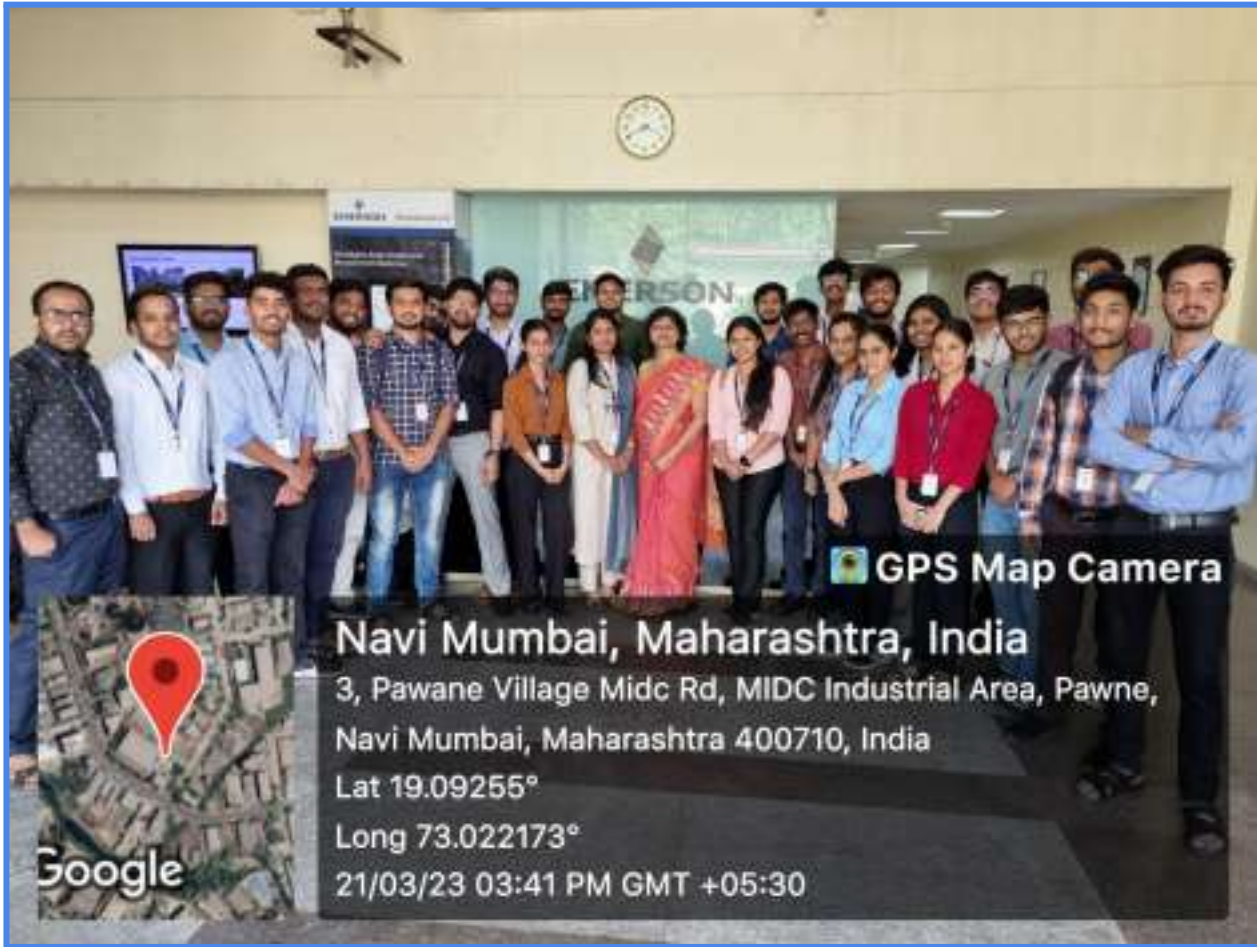 EMERSON
EMERSON
GPS Map Camera
Navi Mumbai, Maharashtra, India
3, Pawane Village Midc Rd, MIDC Industrial Area, Pawne,
Navi Mumbai, Maharashtra 400710, India
Lat 19.09255°
Long 73.022173°
21/03/23 03:41 PM GMT +05:30
Google